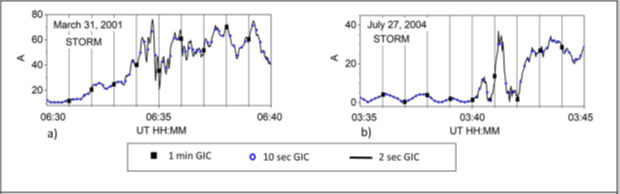 March 31, 2001
STORM
80
60
40
20
A
06:30
06:35
06:40
UT HH:MM
a)
July 27, 2004
STORM
40
20
0
A
03:35
03:40
03:45
UT HH:MM
b)
1 min GIC
10 sec GIC
2 sec GIC